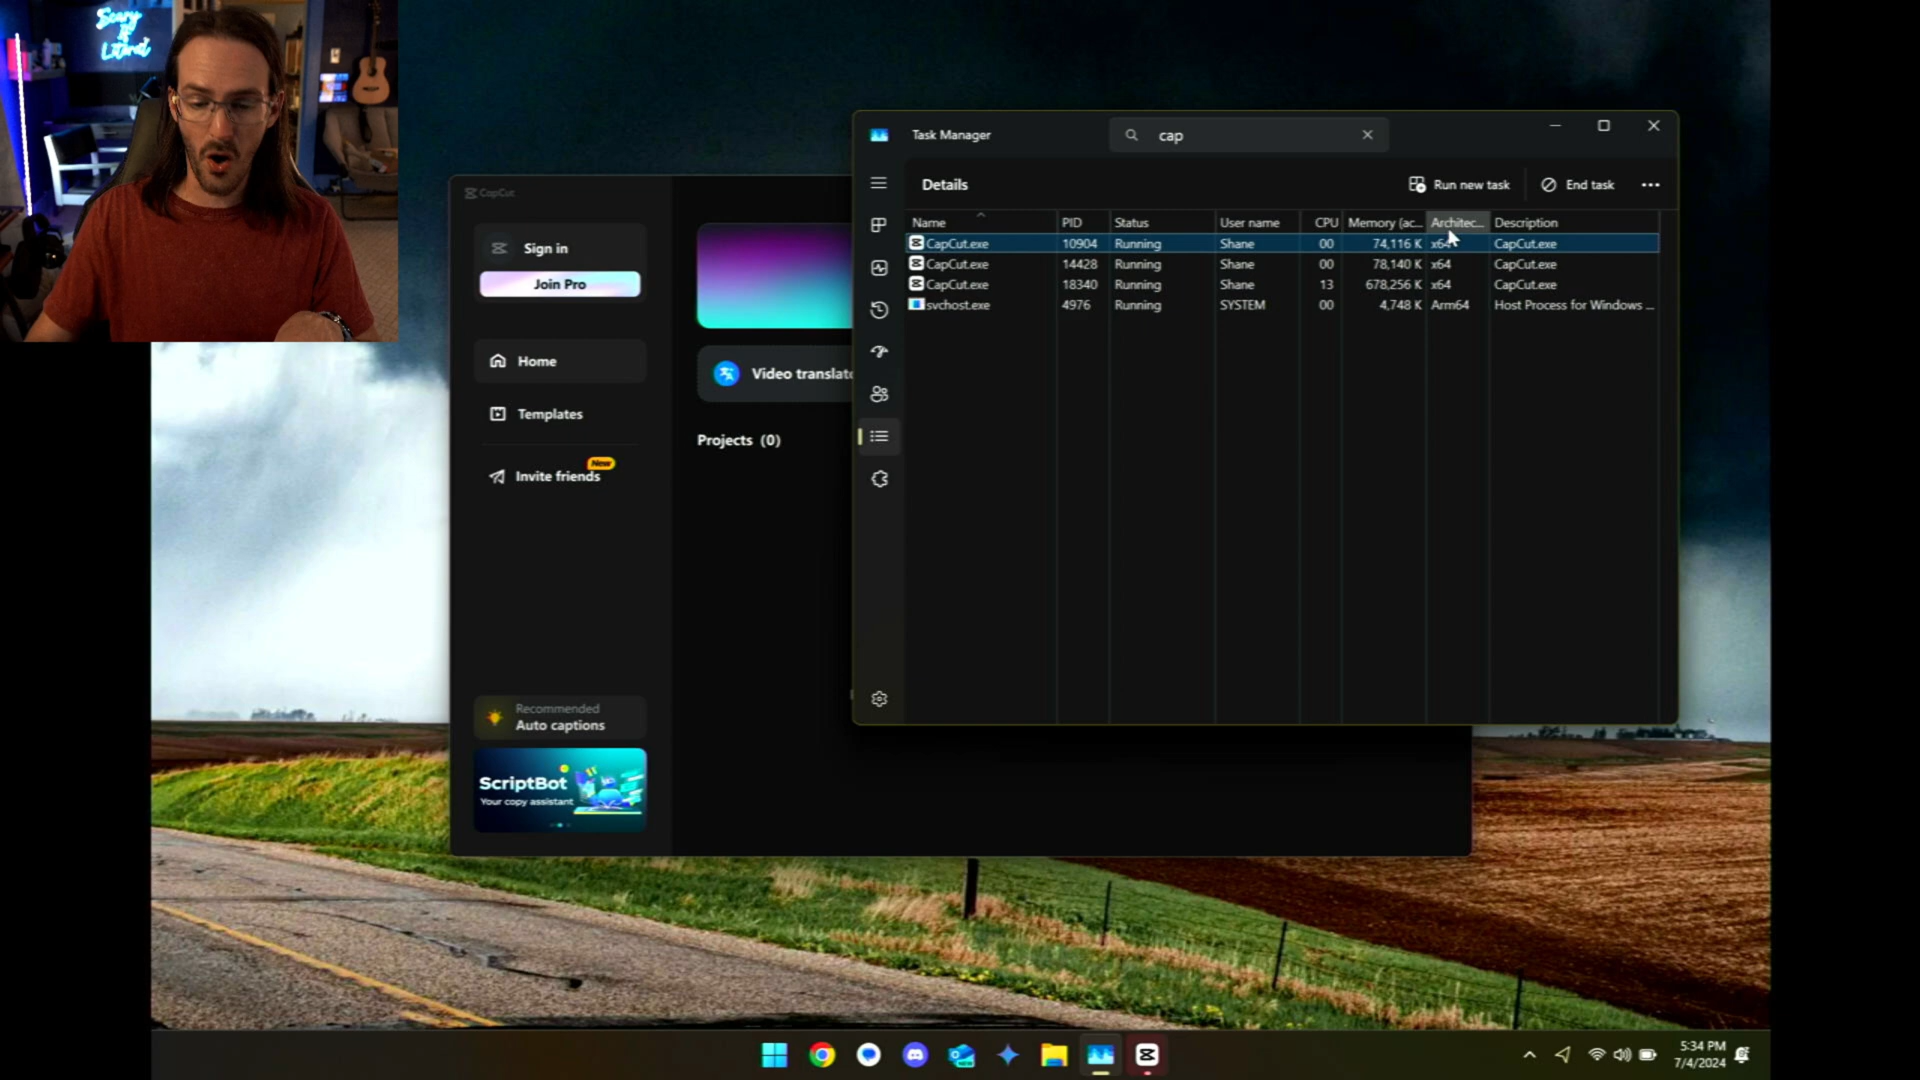 Scary
&
Literal
Task Manager
cap
Details
Run new task
End task
Name
PID
Status
User name
CPU
Memory (ac...
Architec...
Description
CapCut.exe 10904 Running Shane 00 74,116 K x64 CapCut.exe
CapCut.exe 14428 Running Shane 00 78,140 K x64 CapCut.exe
CapCut.exe 18340 Running Shane 13 678,256 K x64 CapCut.exe
svchost.exe 4976 Running SYSTEM 00 4,748 K Arm64 Host Process for Windows ...
CapCut
Sign in
Join Pro
Home
Templates
Invite friends
New
Video translato
Projects (0)
Recommended
Auto captions
ScriptBot
Your copy assistant
5:34 PM
7/4/2024